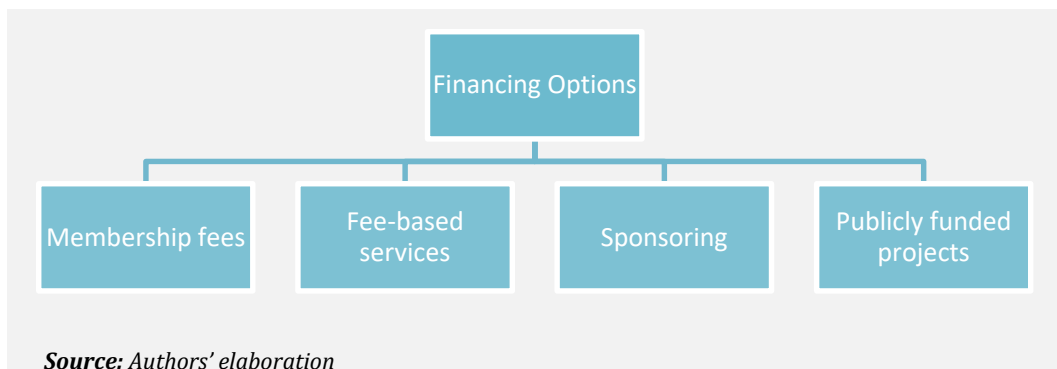 Financing Options
Membership fees
Fee-based
services
Sponsoring
Publicly funded
projects
Source: Authors’ elaboration